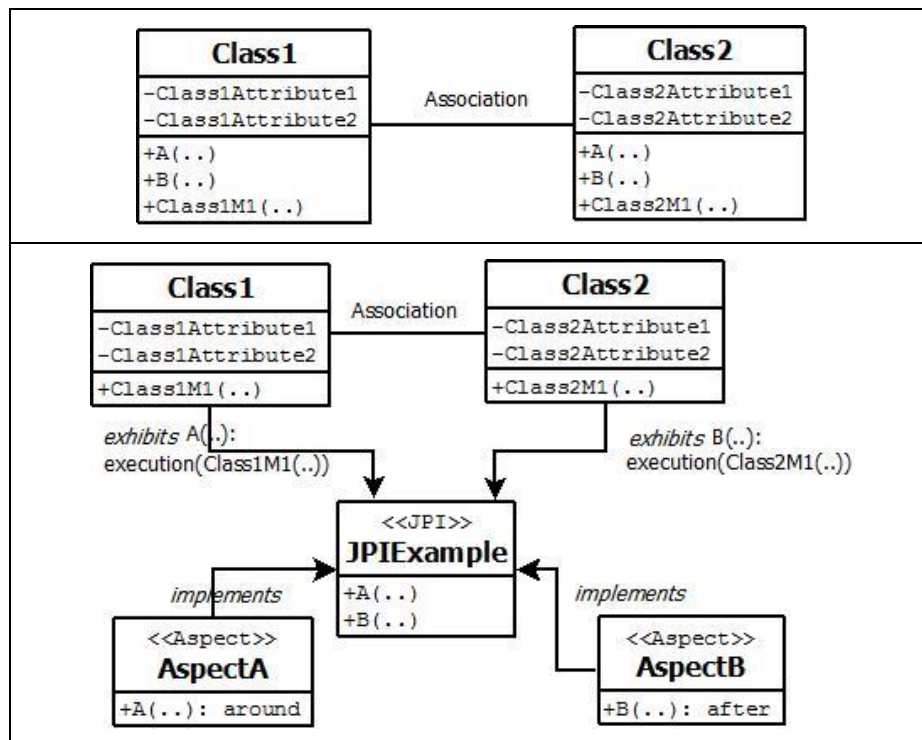 Class1
-Class1Attribute1
-Class1Attribute2
+A(..)
+B(..)
+Class1M1(..)
Association
Class2
-Class2Attribute1
-Class2Attribute2
+A(..)
+B(..)
+Class2M1(..)
Class1
-Class1Attribute1
-Class1Attribute2
+Class1M1(..)
Association
Class2
-Class2Attribute1
-Class2Attribute2
+Class2M1(..)
exhibits A(..):
execution(Class1M1(..))
exhibits B(..):
execution(Class2M1(..))
<<JPI>>
JPIExample
+A(..)
+B(..)
implements
implements
<<Aspect>>
AspectA
+A(..): around
<<Aspect>>
AspectB
+B(..): after